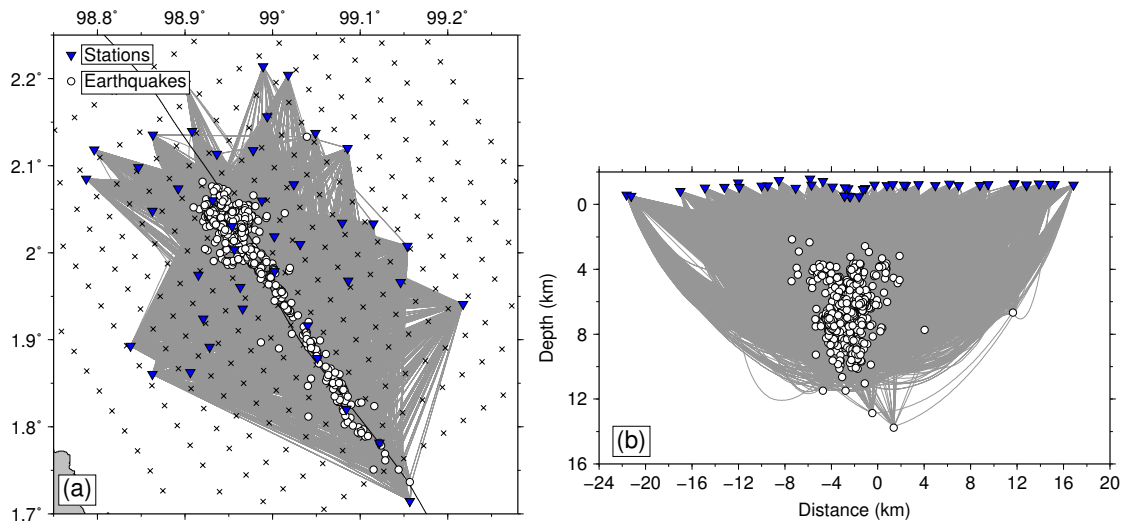 98.8˚ 98.9˚ 99˚ 99.1˚ 99.2˚
Stations
Earthquakes
2.2˚
2.1˚
2˚
1.9˚
1.8˚
1.7˚
(a)
0
4
8
12
16
Depth (km)
(b)
−24 −20 −16 −12 −8 −4 0 4 8 12 16 20
Distance (km)